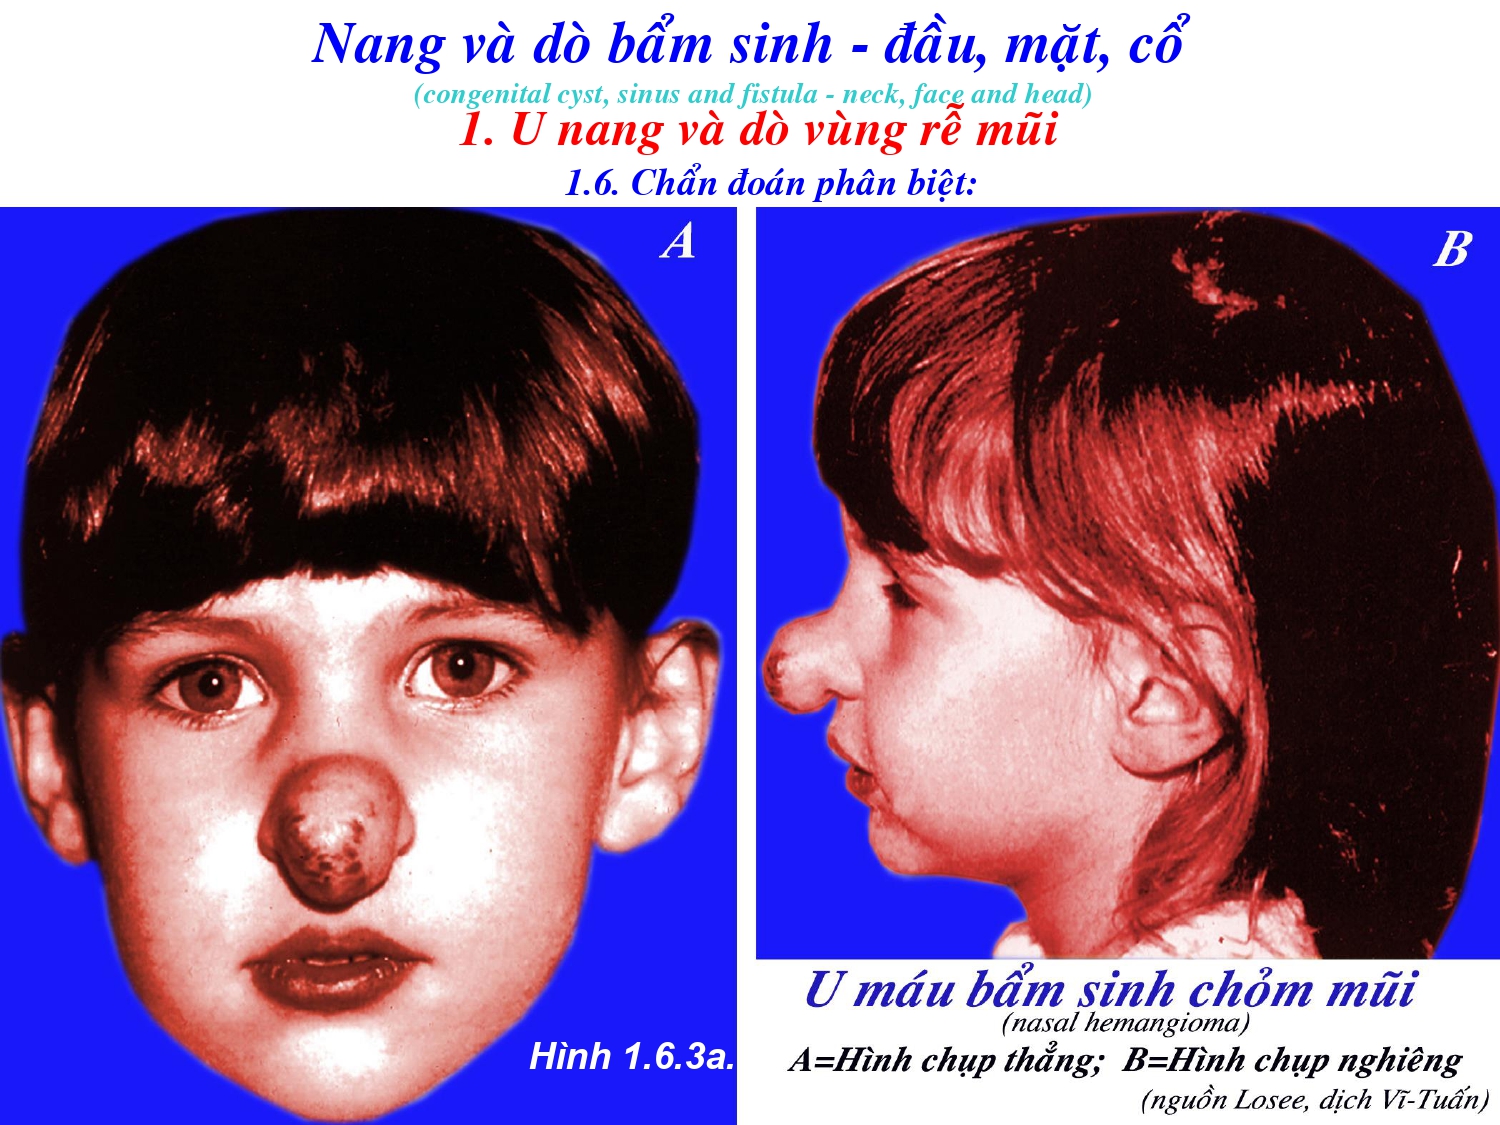 Nang và dò bẩm sinh - đầu, mặt, cổ
(congenital cyst, sinus and fistula - neck, face and head)
1. U nang và dò vùng rễ mũi
1.6. Chẩn đoán phân biệt:
A
B
Hình 1.6.3a.
U máu bẩm sinh chỏm mũi
(nasal hemangioma)
A=Hình chụp thẳng; B=Hình chụp nghiêng
(nguồn Losee, dịch Vĩ-Tuấn)